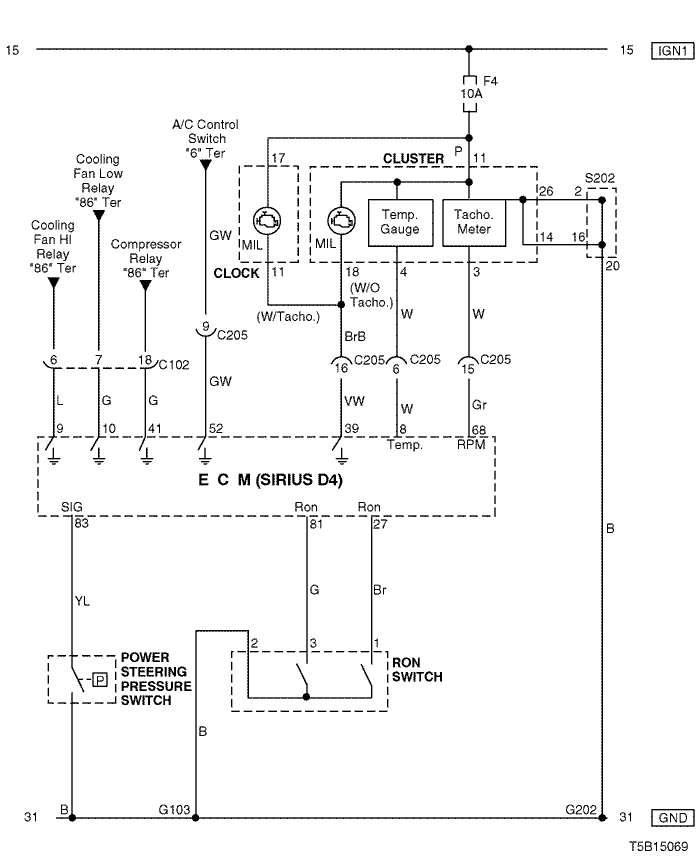 15
15
IGN1
F4
10A
A/C Control
Switch
"6" Ter
Cooling
Fan Low
Relay
"86" Ter
P
17
CLUSTER
11
S202
26
2
Cooling
Fan HI
Relay
"86" Ter
Compressor
Relay
"86" Ter
GW
MIL
MIL
Temp.
Gauge
Tacho.
Meter
14
16
CLOCK
11
18
4
3
20
(W/O
Tacho.)
(W/Tacho.)
W
W
9
C205
BrB
6
7
18
C102
16
C205
6
C205
15
C205
GW
L
G
G
VW
W
Gr
9
10
41
52
39
8
68
Temp.
RPM
E C M (SIRIUS D4)
SIG
Ron
Ron
83
81
27
B
YL
G
Br
2
3
1
POWER
STEERING
PRESSURE
SWITCH
P
RON
SWITCH
B
31
B
G103
G202
31
GND
T5B15069